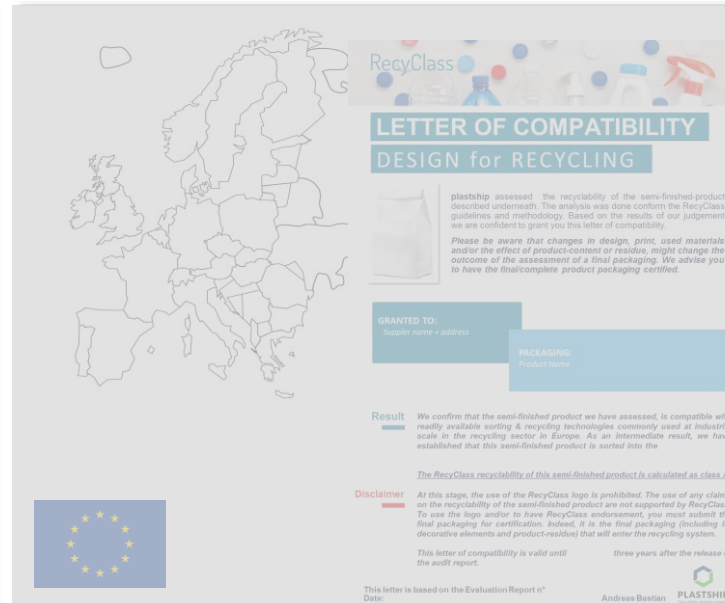 RecyClass
LETTER OF COMPATIBILITY
DESIGN for RECYCLING
plastship assessed the recyclability of the semi-finished-product
described underneath. The analysis was done conform the RecyClass
guidelines and methodology. Based on the results of our judgement
we are confident to grant you this letter of compatibility.
Please be aware that changes in design, print, used materials
and/or the effect of product-content or residue, might change the
outcome of the assessment of a final packaging. We advise you
to have the final/complete product packaging certified.
GRANTED TO:
Supplier name + address
PACKAGING:
Product Name
Result
We confirm that the semi-finished product we have assessed, is compatible wi
readily available sorting & recycling technologies commonly used at industri
scale in the recycling sector in Europe. As an intermediate result, we hav
established that this semi-finished product is sorted into the
The RecyClass recyclability of this semi-finished product is calculated as class
Disclaimer
At this stage, the use of the RecyClass logo is prohibited. The use of any claim
on the recyclability of the semi-finished product are not supported by RecyClas
To use the logo and/or to have RecyClass endorsement, you must submit th
final packaging for certification. Indeed, it is the final packaging (including
decorative elements and product-residue) that will enter the recycling system.
This letter of compatibility is valid until three years after the release
the audit report.
This letter is based on the Evaluation Report n°
Date:
Andreas Bastian
PLASTSHI